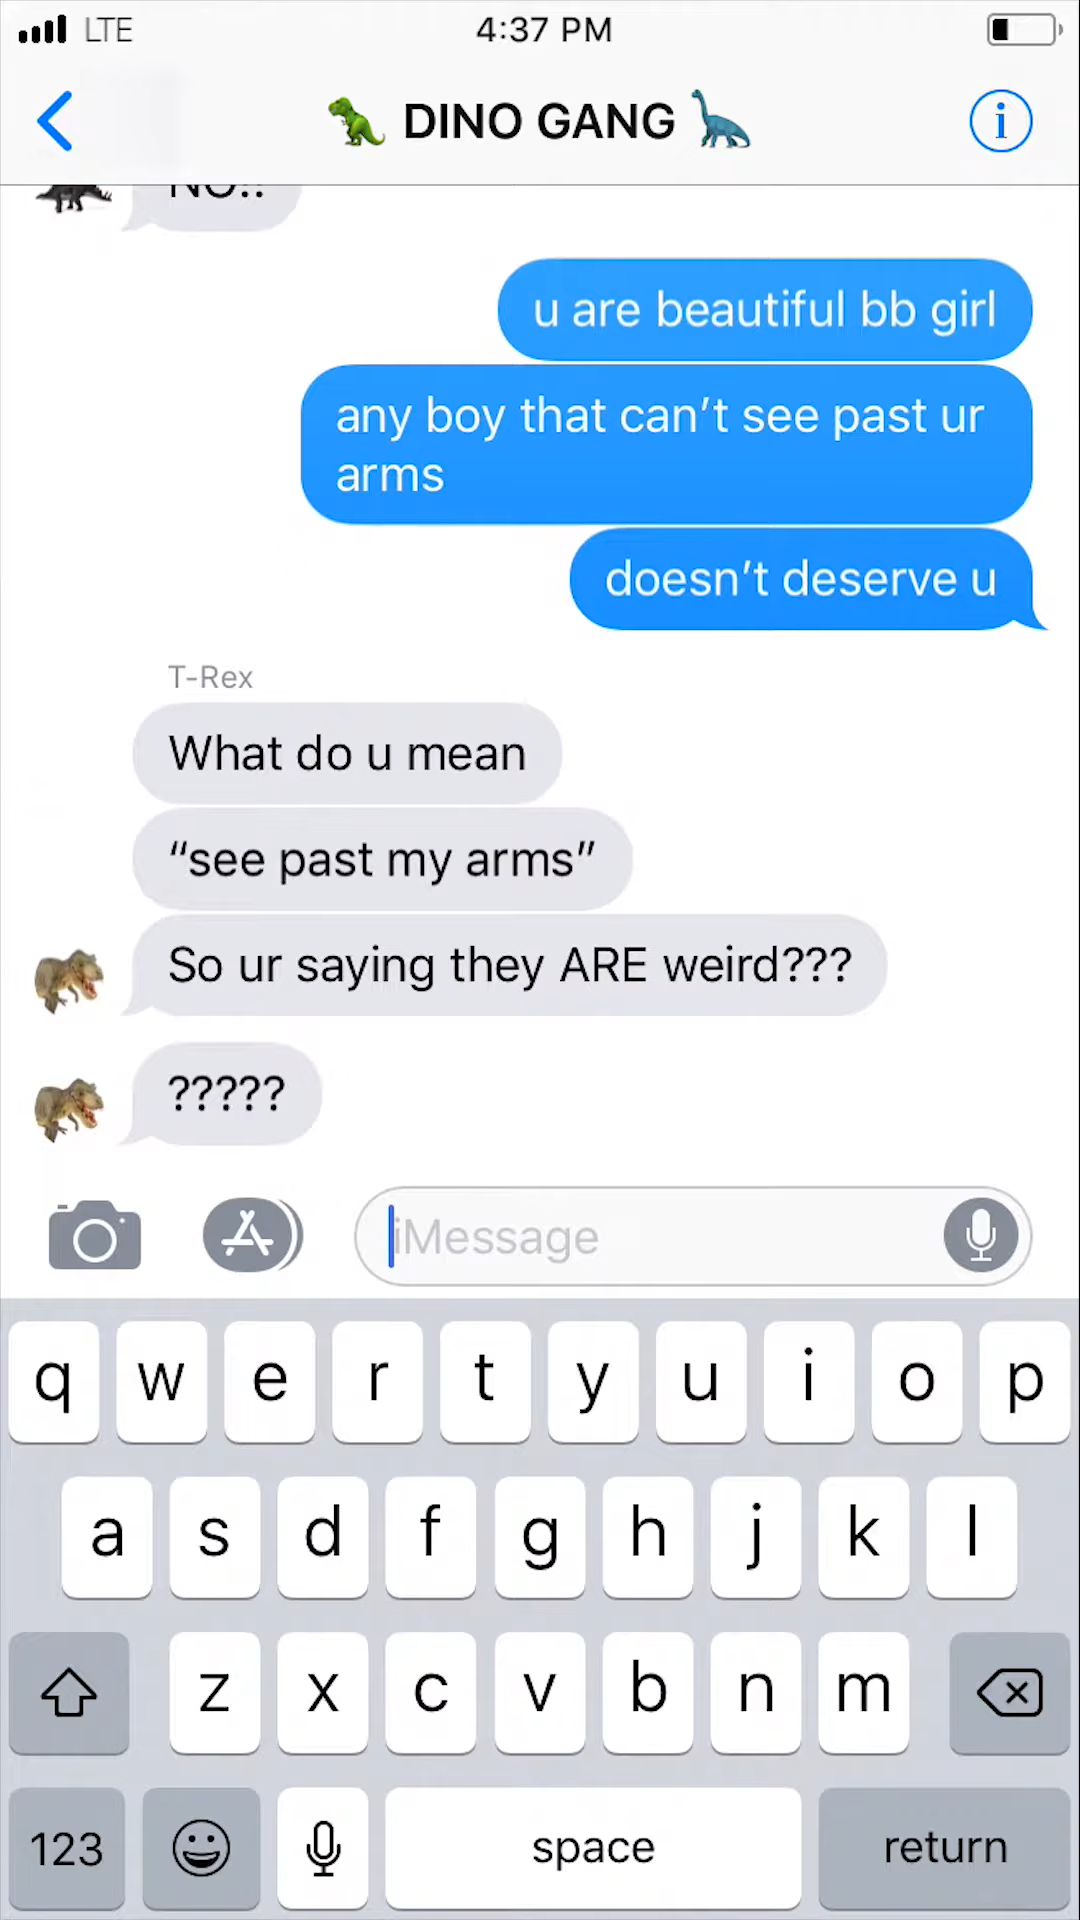 LTE 4:37 PM
🦖 DINO GANG 🦕
NO!!
u are beautiful bb girl
any boy that can’t see past ur
arms
doesn’t deserve u
T-Rex
What do u mean
“see past my arms”
So ur saying they ARE weird???
?????
iMessage
q w e r t y u i o p
a s d f g h j k l
z x c v b n m
123 space return